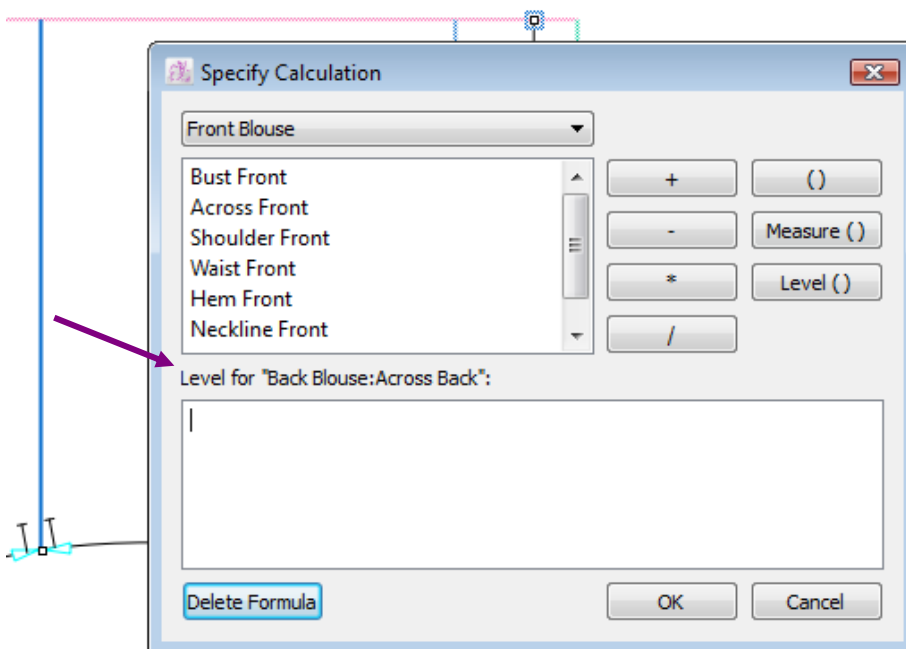 Specify Calculation
Front Blouse
Bust Front
Across Front
Shoulder Front
Waist Front
Hem Front
Neckline Front
+
-
*
/
()
Measure ()
Level ()
Level for "Back Blouse:Across Back":
Delete Formula
OK
Cancel